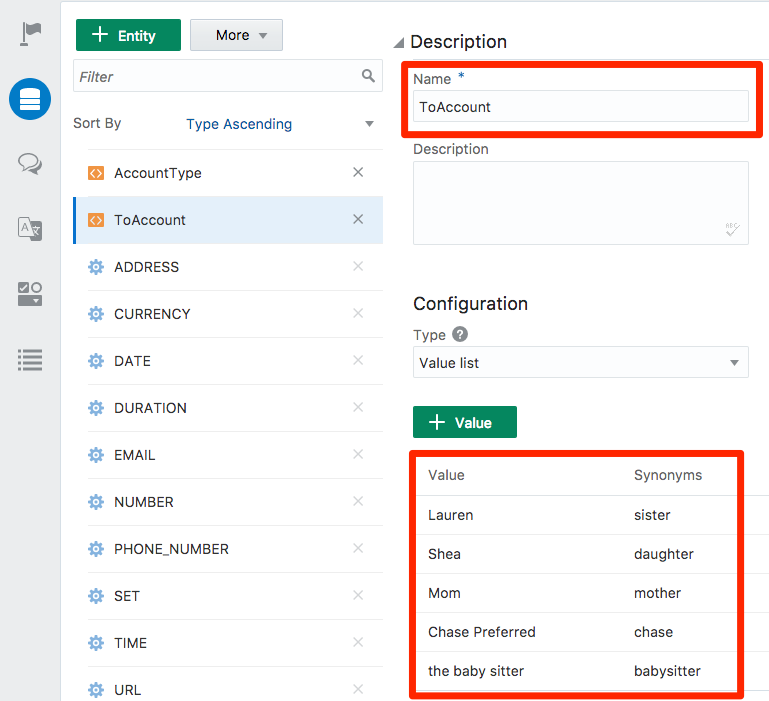 Entity
More
Filter
Sort By
Type Ascending
AccountType
ToAccount
ADDRESS
CURRENCY
DATE
DURATION
EMAIL
NUMBER
PHONE_NUMBER
SET
TIME
URL
Description
Name *
ToAccount
Description
ABC
Configuration
Type ?
Value list
Value
Value Synonyms
Lauren sister
Shea daughter
Mom mother
Chase Preferred chase
the baby sitter babysitter